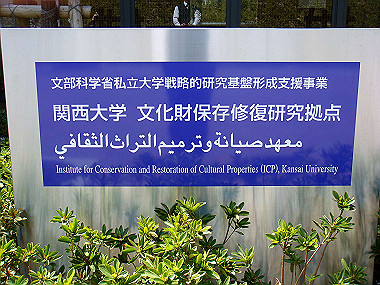 文部科学省私立大学戦略的研究基盤形成支援事業
関西大学 文化財保存修復研究拠点
معهد صيانة وترميم التراث الثقافي
Institute for Conservation and Restoration of Cultural Properties (ICP), Kansai University